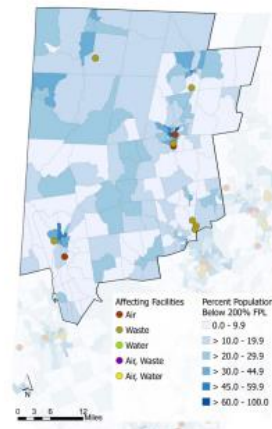 Affecting Facilities
Air
Waste
Water
Air, Waste
Air, Water
Percent Population
Below 200% FPL
0.0 - 9.9
> 10.0 - 19.9
> 20.0 - 29.9
> 30.0 - 44.9
> 45.0 - 59.9
> 60.0 - 100.0
N
0 3 6 12
Miles